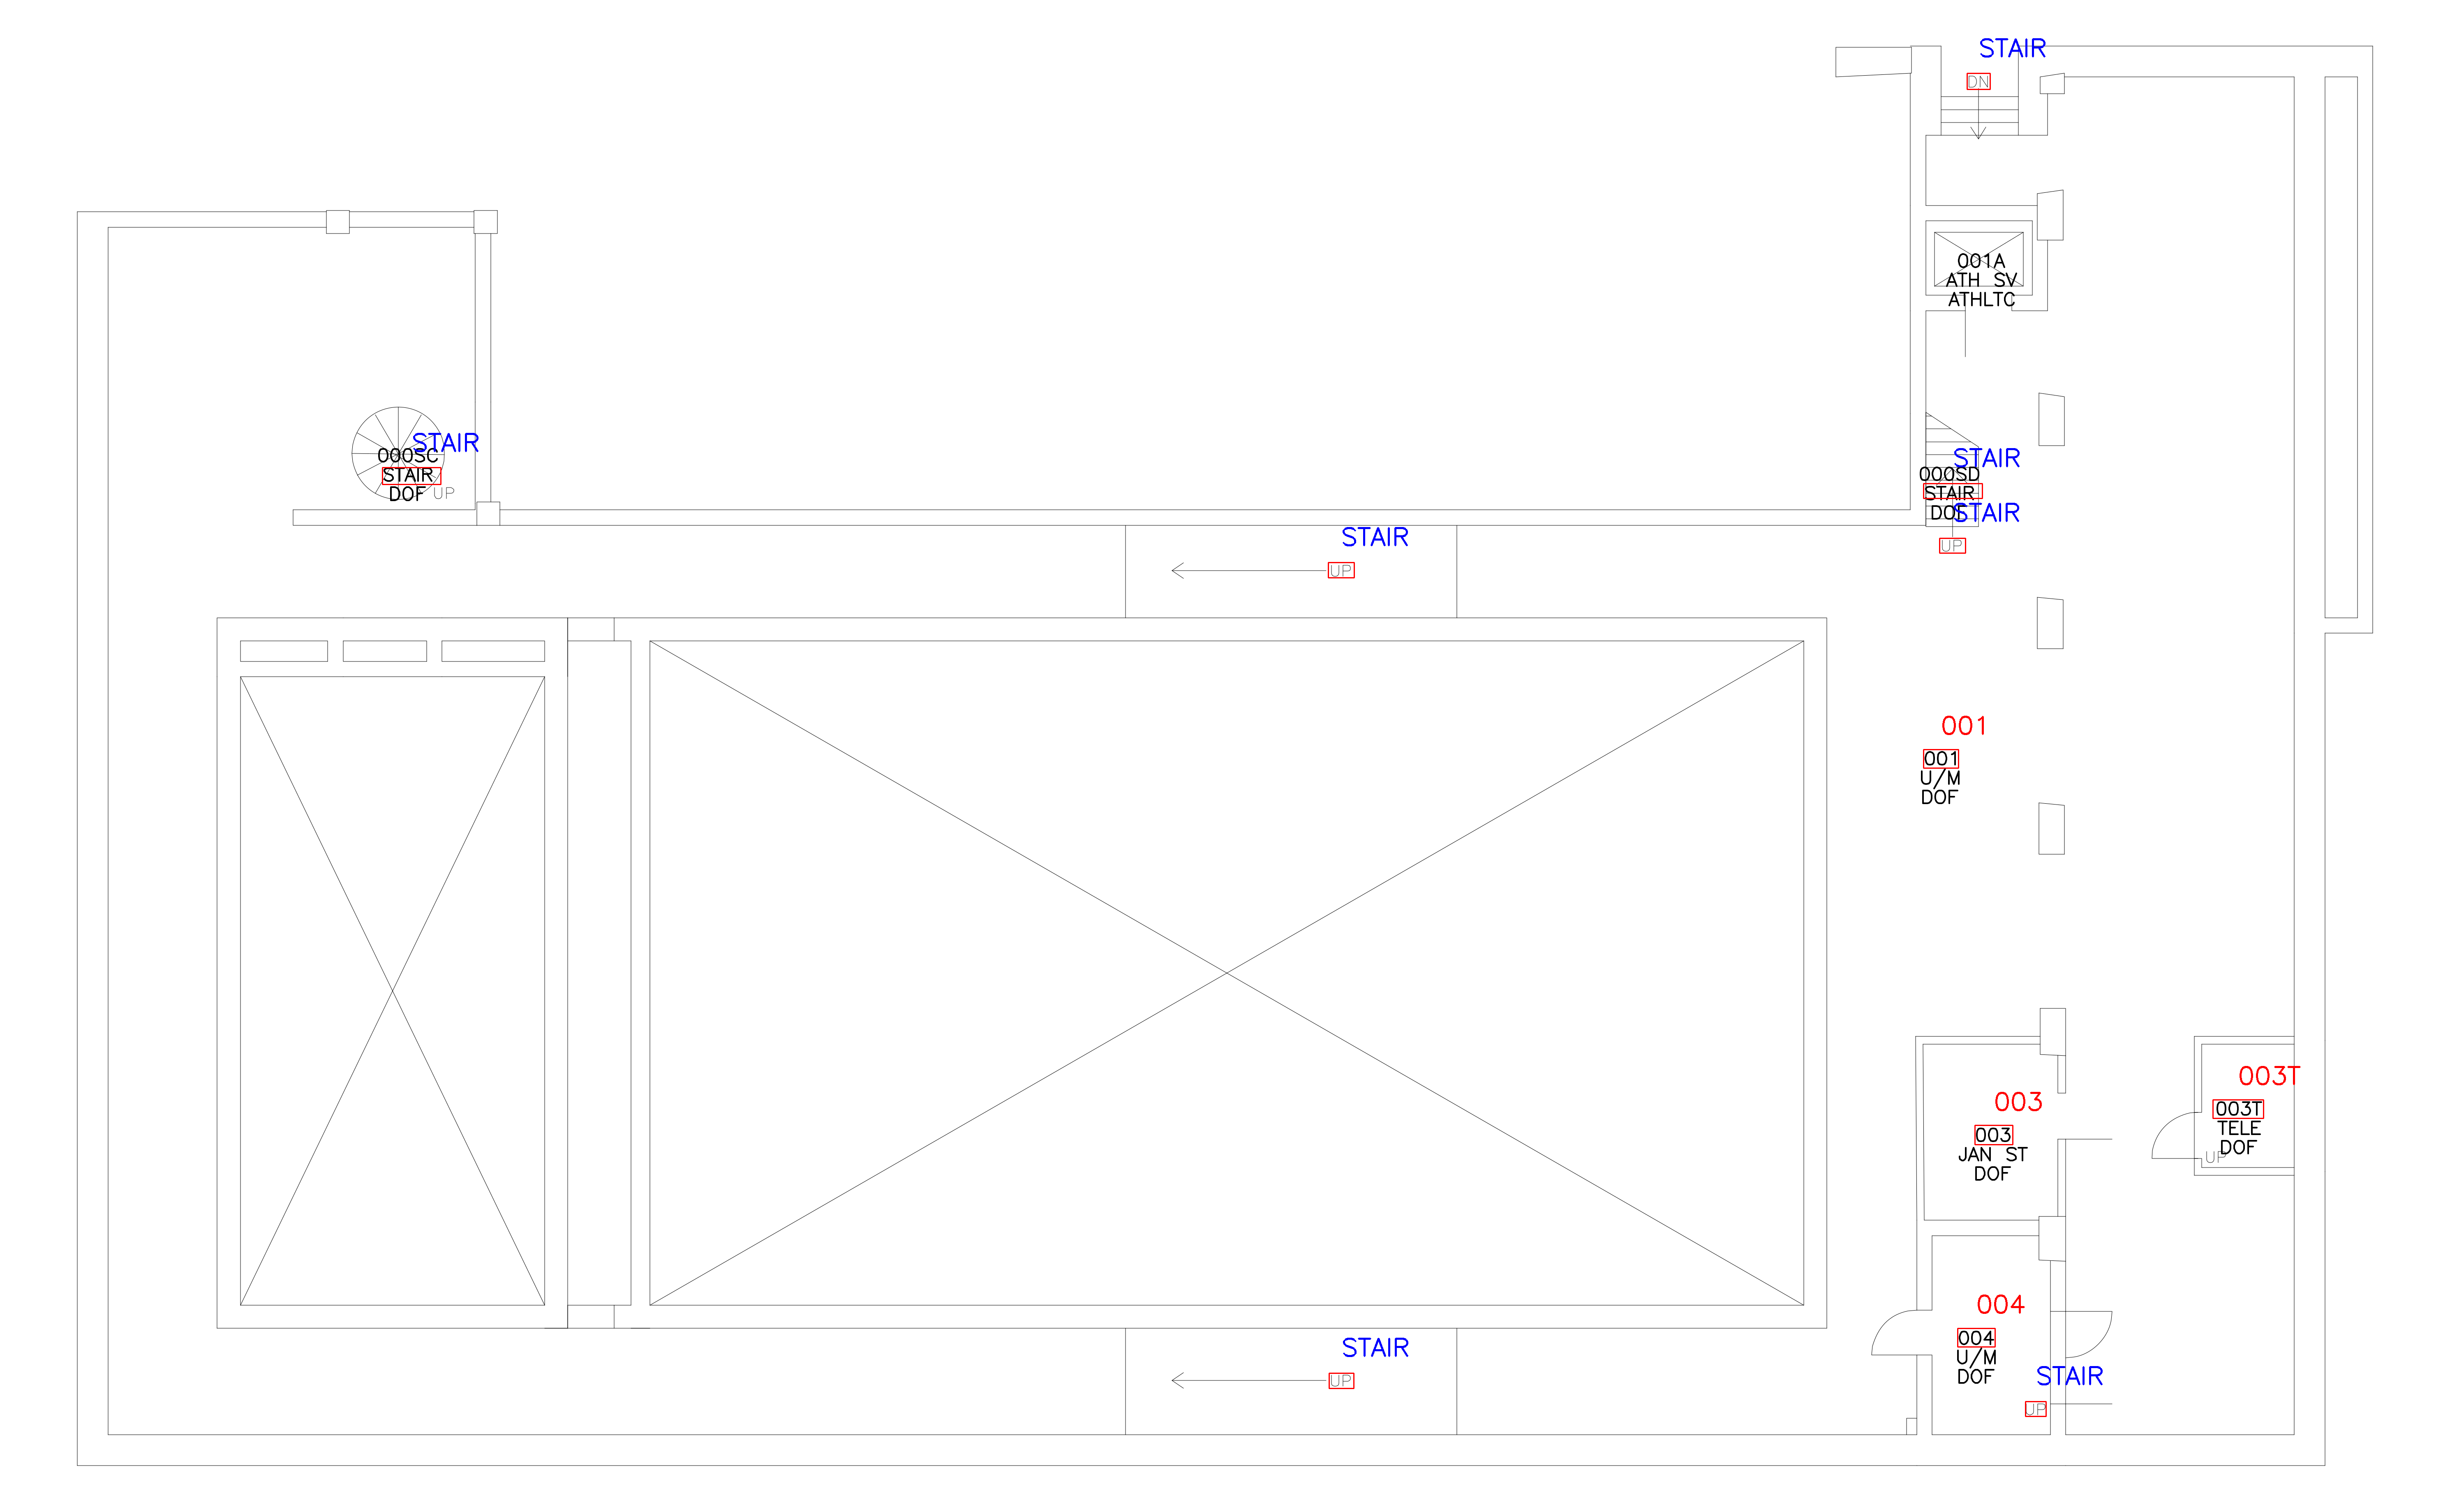 STAIR
DN
001A
ATH SV
ATHLTC
STAIR
000SC
STAIR
DOF
UP
STAIR
000SD
STAIR
DOF
STAIR
UP
STAIR
UP
001
001
U/M
DOF
003T
003T
TELE
DOF
UP
003
003
JAN ST
DOF
004
004
U/M
DOF
STAIR
UP
STAIR
UP